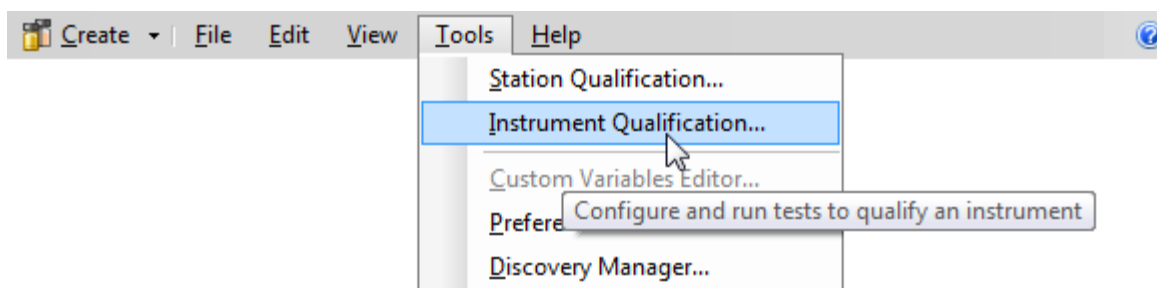 Create File Edit View Tools Help
Station Qualification...
Instrument Qualification...
Custom Variables Editor...
Configure and run tests to qualify an instrument
Prefere
Discovery Manager...